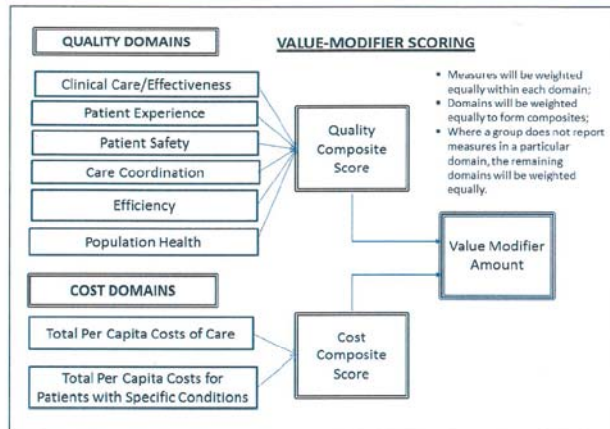 QUALITY DOMAINS
VALUE-MODIFIER SCORING
Clinical Care/Effectiveness
Patient Experience
Patient Safety
Care Coordination
Efficiency
Population Health
Quality
Composite
Score
▪ Measures will be weighted
equally within each domain;
▪ Domains will be weighted
equally to form composites;
▪ Where a group does not report
measures in a particular
domain, the remaining
domains will be weighted
equally.
Value Modifier
Amount
COST DOMAINS
Total Per Capita Costs of Care
Total Per Capita Costs for
Patients with Specific Conditions
Cost
Composite
Score